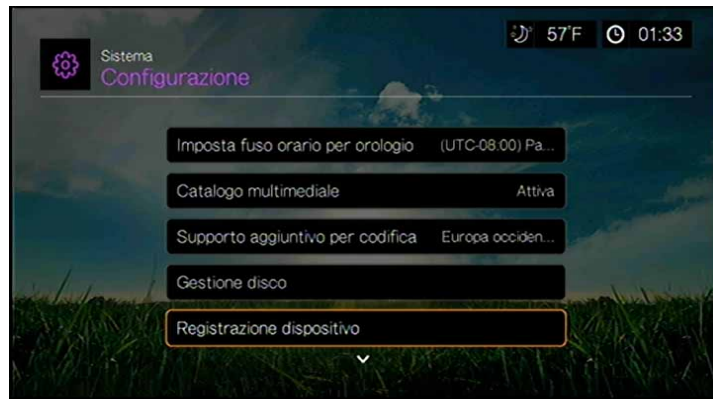 57°F 01:33
Sistema
Configurazione
Imposta fuso orario per orologio (UTC-08:00) Pa...
Catalogo multimediale Attiva
Supporto aggiuntivo per codifica Europa occiden...
Gestione disco
Registrazione dispositivo